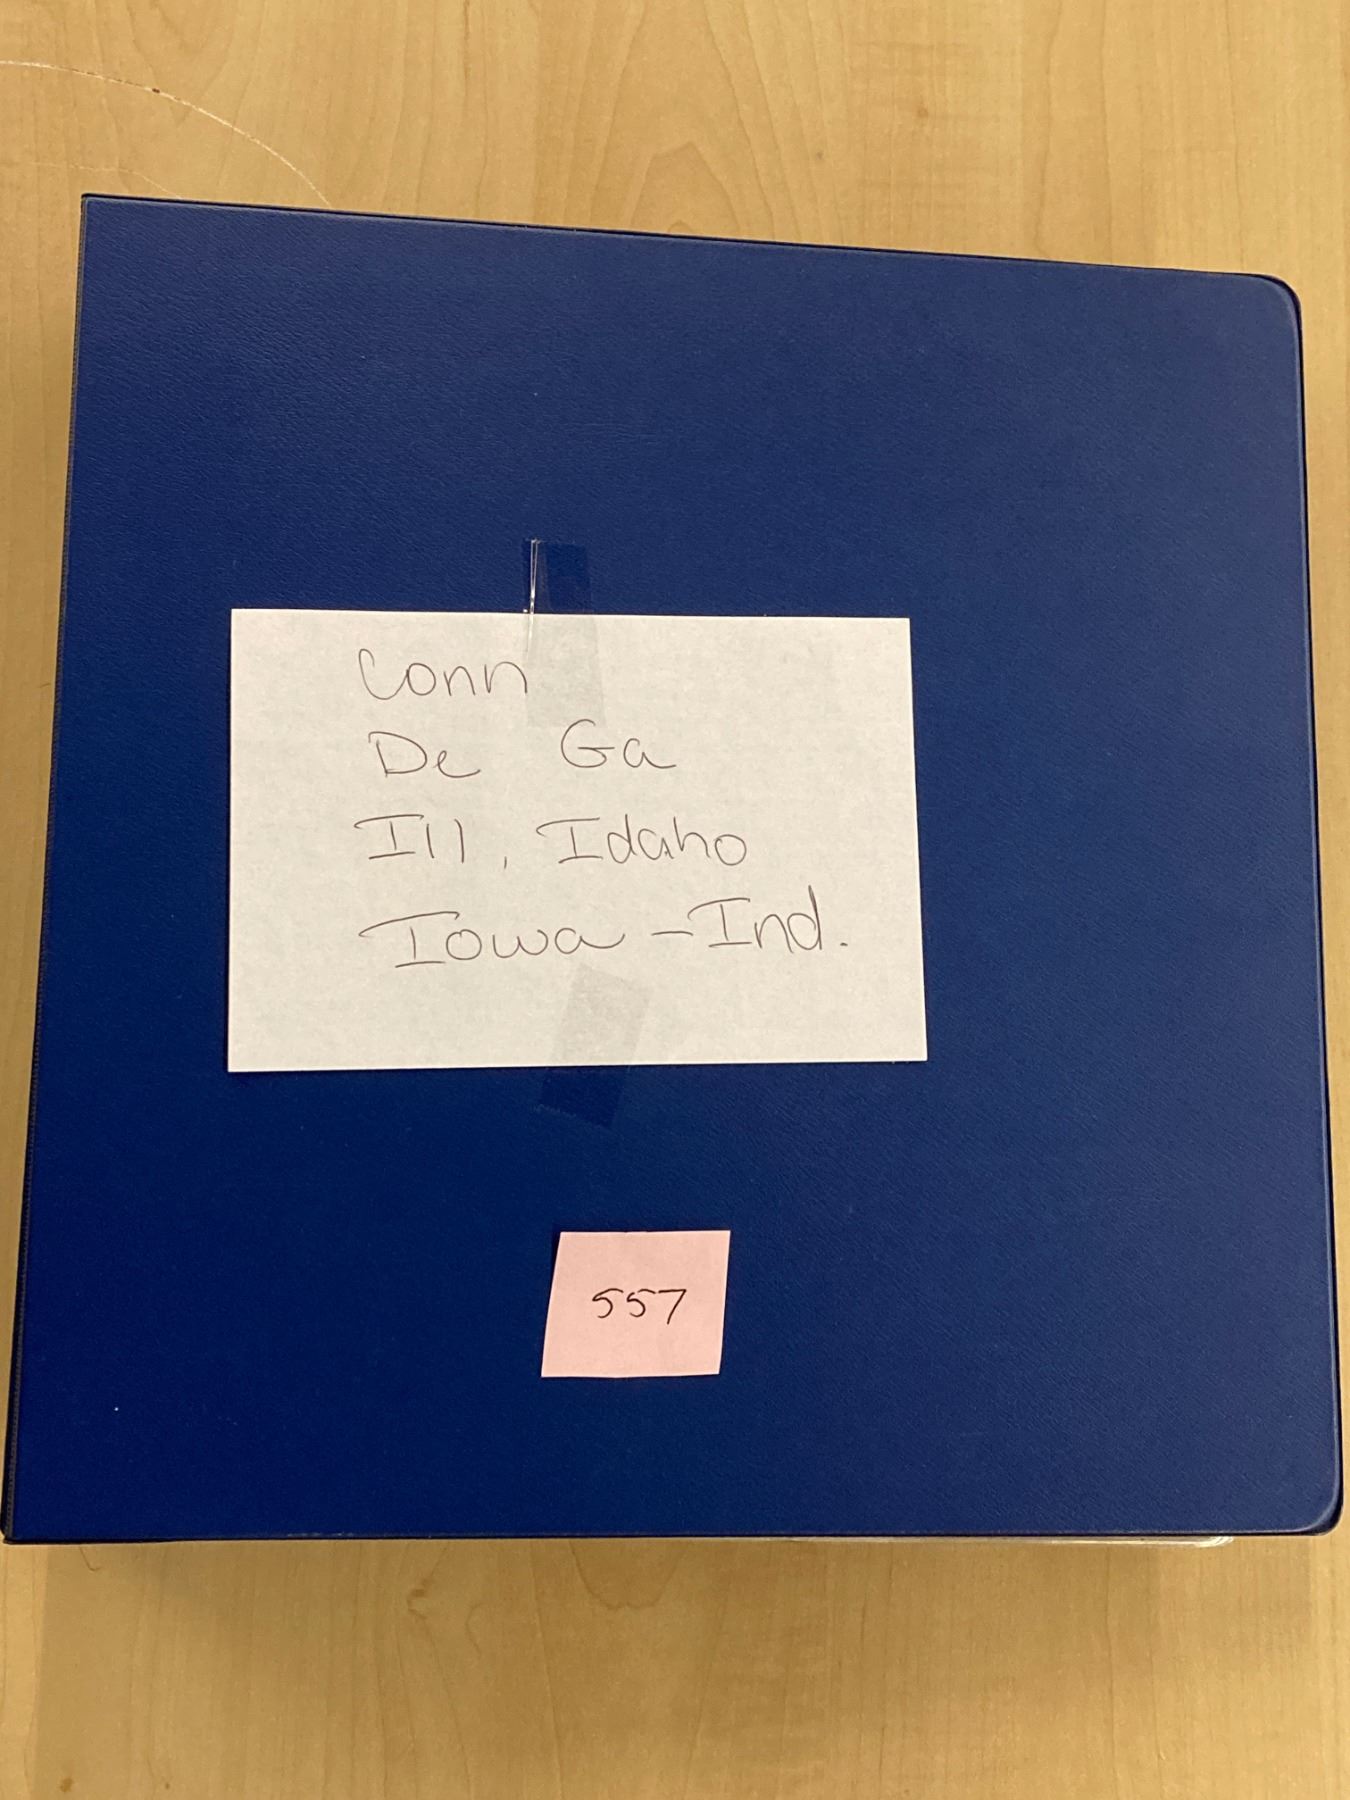 Conn
De Ga
Ill, Idaho
Iowa - Ind.
557